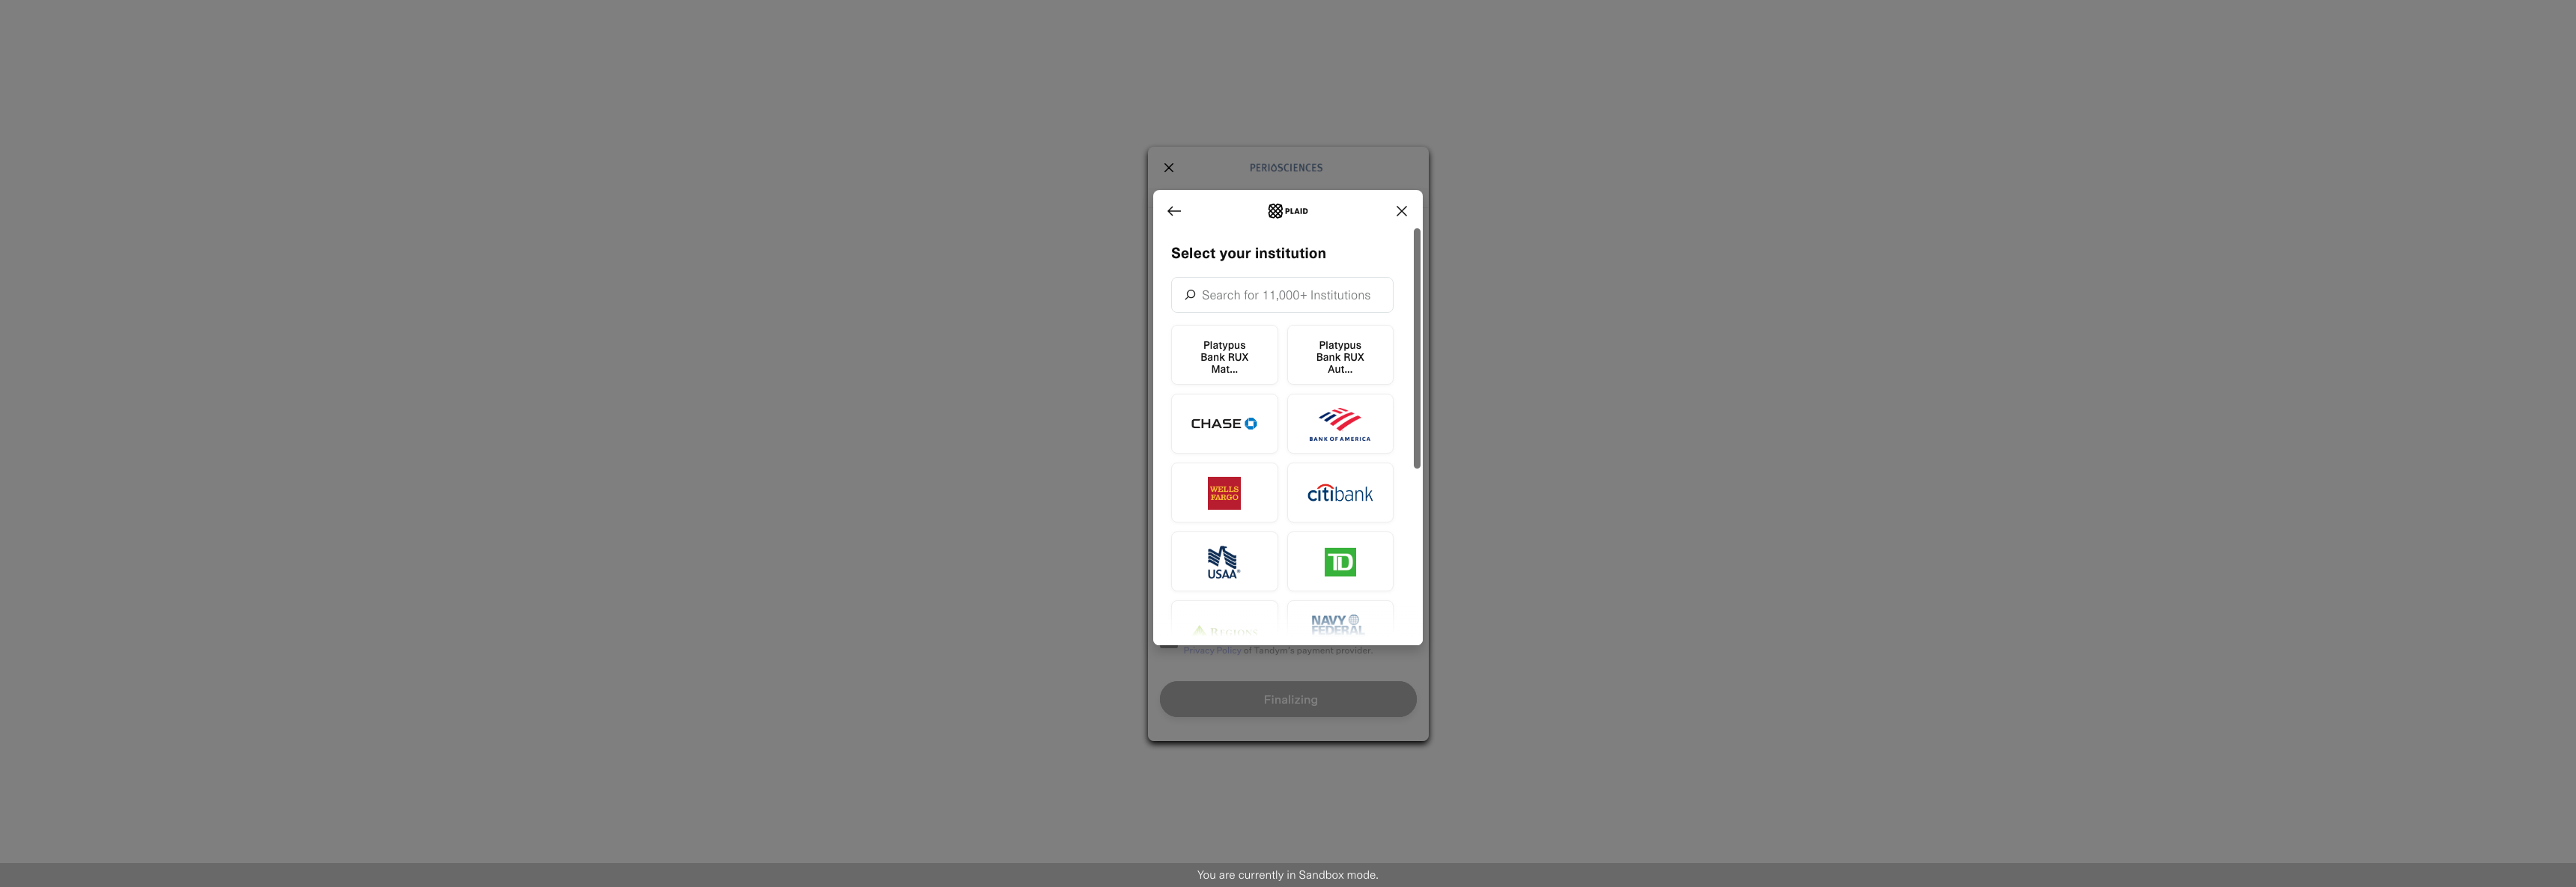 PERIOSCIENCES
PLAID
Select your institution
Search for 11,000+ Institutions
Platypus
Bank RUX
Mat...
Platypus
Bank RUX
Aut...
CHASE
BANK OF AMERICA
WELLS
FARGO
citibank
USAA®
TD
REGIONS
NAVY
FEDERAL
Privacy Policy of Tandym's payment provider.
Finalizing
You are currently in Sandbox mode.